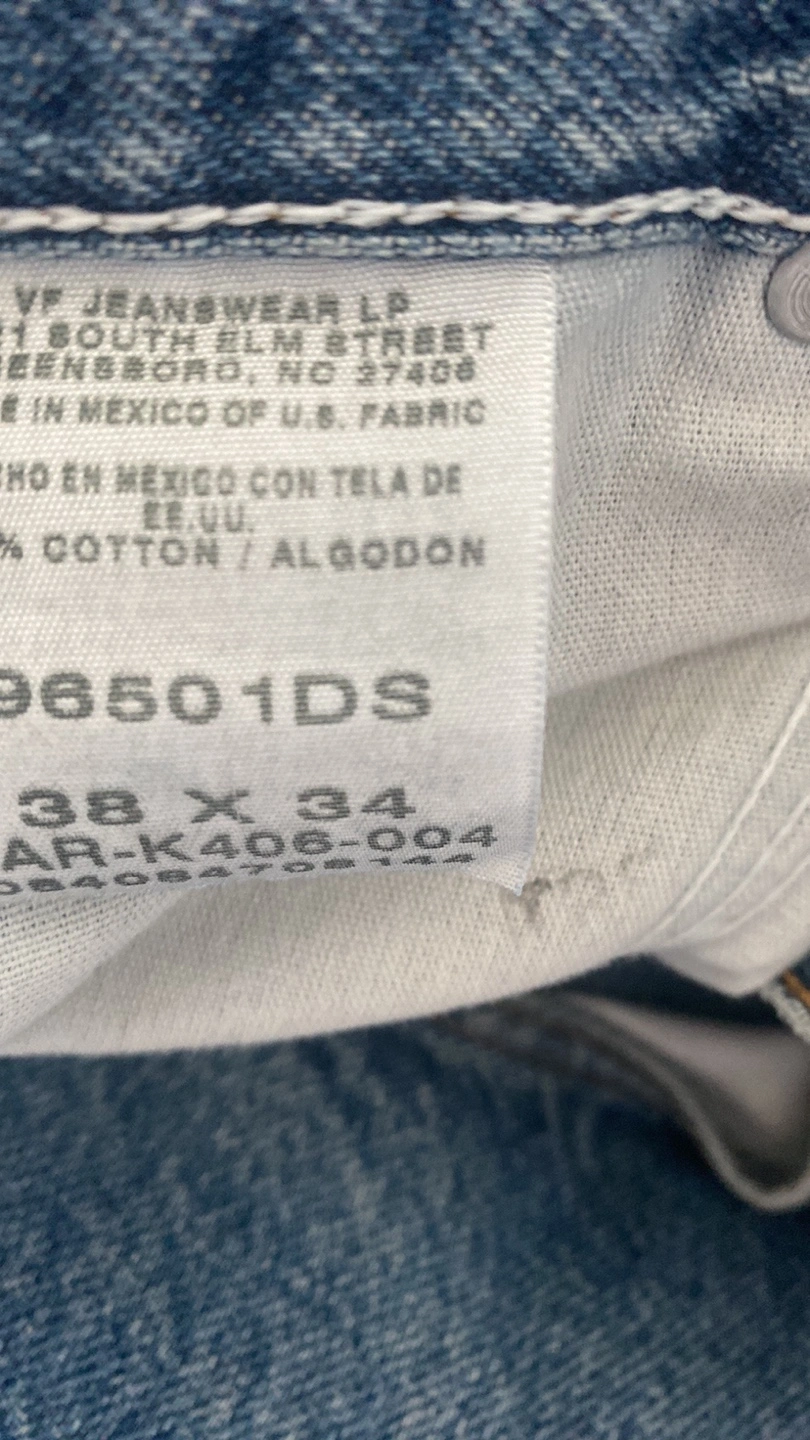 VF JEANSWEAR LP
1 SOUTH ELM STREET
EENSBORO, NC 27406
E IN MEXICO OF U.S. FABRIC
HO EN MEXICO CON TELA DE
EE.UU.
% COTTON / ALGODON
96501DS
38 X 34
AR-K406-004